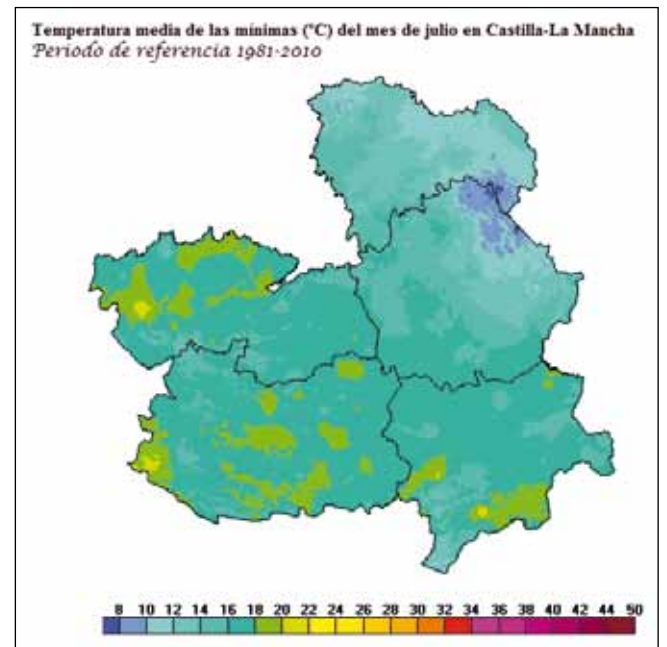 Temperatura media de las mínimas (ºC) del mes de julio en Castilla-La Mancha
Periodo de referencia 1981-2010
8 10 12 14 16 18 20 22 24 26 28 30 32 34 36 38 40 42 44 50